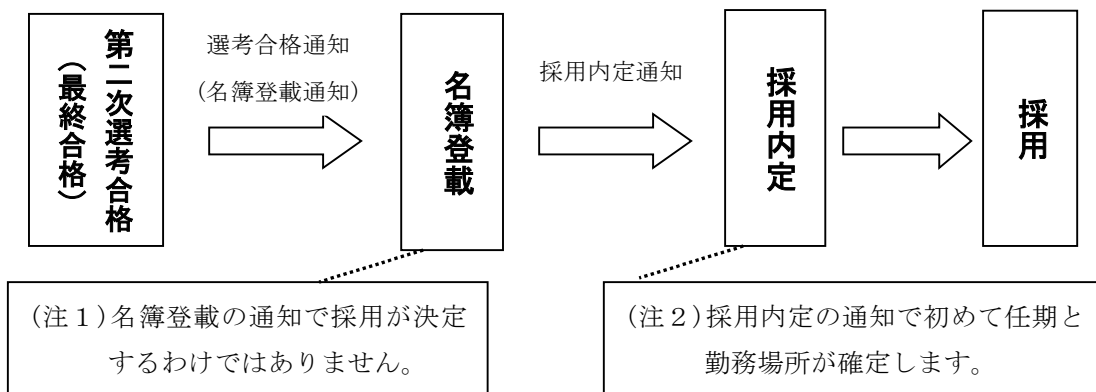 第二次選考合格
(最終合格)
選考合格通知
(名簿登載通知)
名簿登載
採用内定通知
採用内定
採用
(注1)名簿登載の通知で採用が決定
するわけではありません。
(注2)採用内定の通知で初めて任期と
勤務場所が確定します。